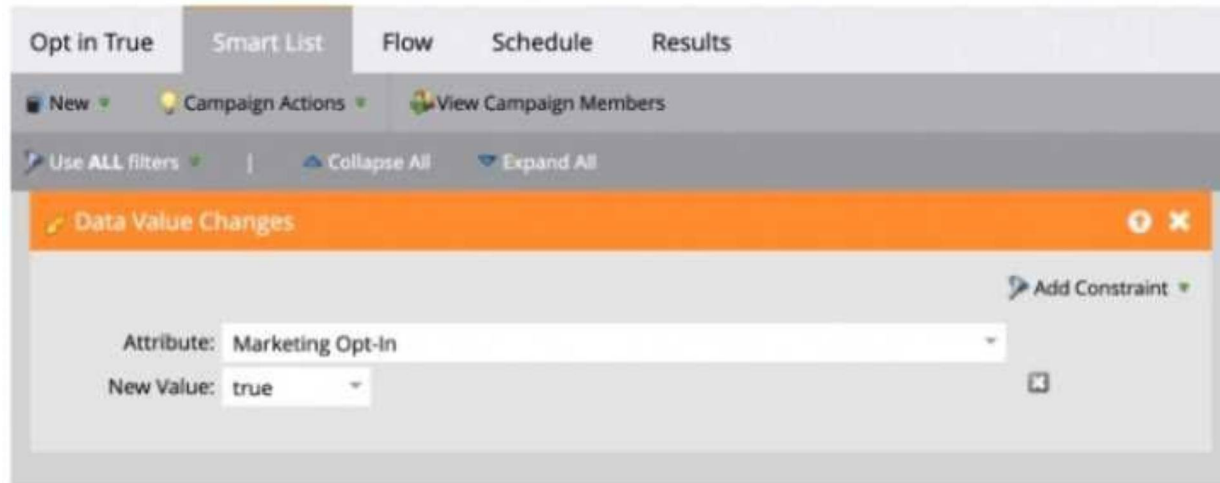 Opt in True Smart List Flow Schedule Results
New Campaign Actions View Campaign Members
Use ALL filters | Collapse All Expand All
Data Value Changes
Add Constraint
Attribute: Marketing Opt-In
New Value: true